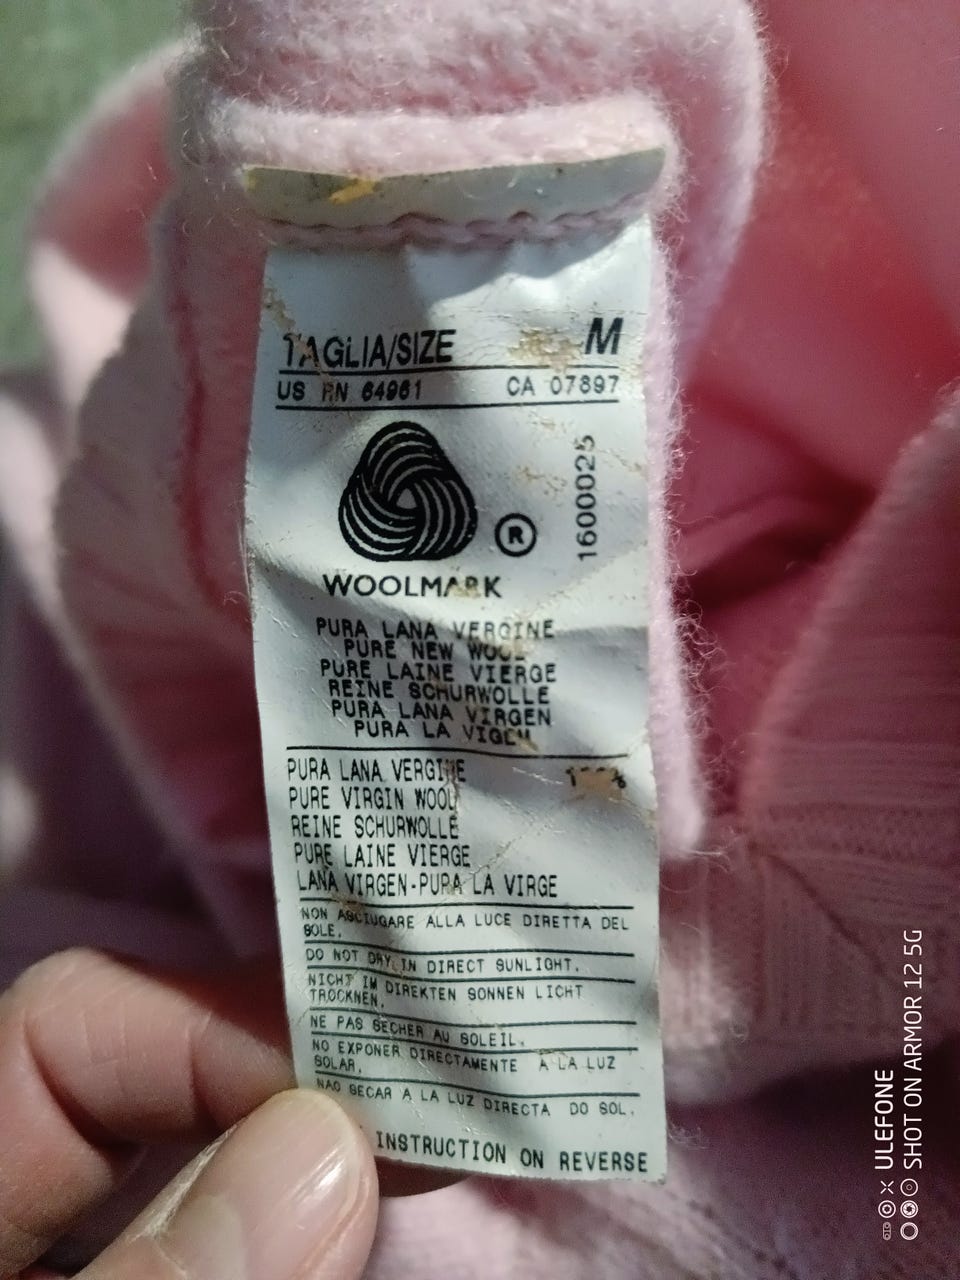 TAGLIA/SIZE M
US RN 64961 CA 07897
1600025
®
WOOLMARK
PURA LANA VERGINE
PURE NEW WOOL
PURE LAINE VIERGE
REINE SCHURWOLLE
PURA LANA VIRGEN
PURA LA VIGEM
PURA LANA VERGINE
PURE VIRGIN WOOL
REINE SCHURWOLLE
PURE LAINE VIERGE
LANA VIRGEN-PURA LA VIRGE
NON ASCIUGARE ALLA LUCE DIRETTA DEL
SOLE.
DO NOT DRY IN DIRECT SUNLIGHT.
NICHT IM DIREKTEN SONNEN LICHT
TROCKNEN.
NE PAS SECHER AU SOLEIL.
NO EXPONER DIRECTAMENTE A LA LUZ
SOLAR.
NAO SECAR A LA LUZ DIRECTA DO SOL.
INSTRUCTION ON REVERSE
ULEFONE
SHOT ON ARMOR 12 5G